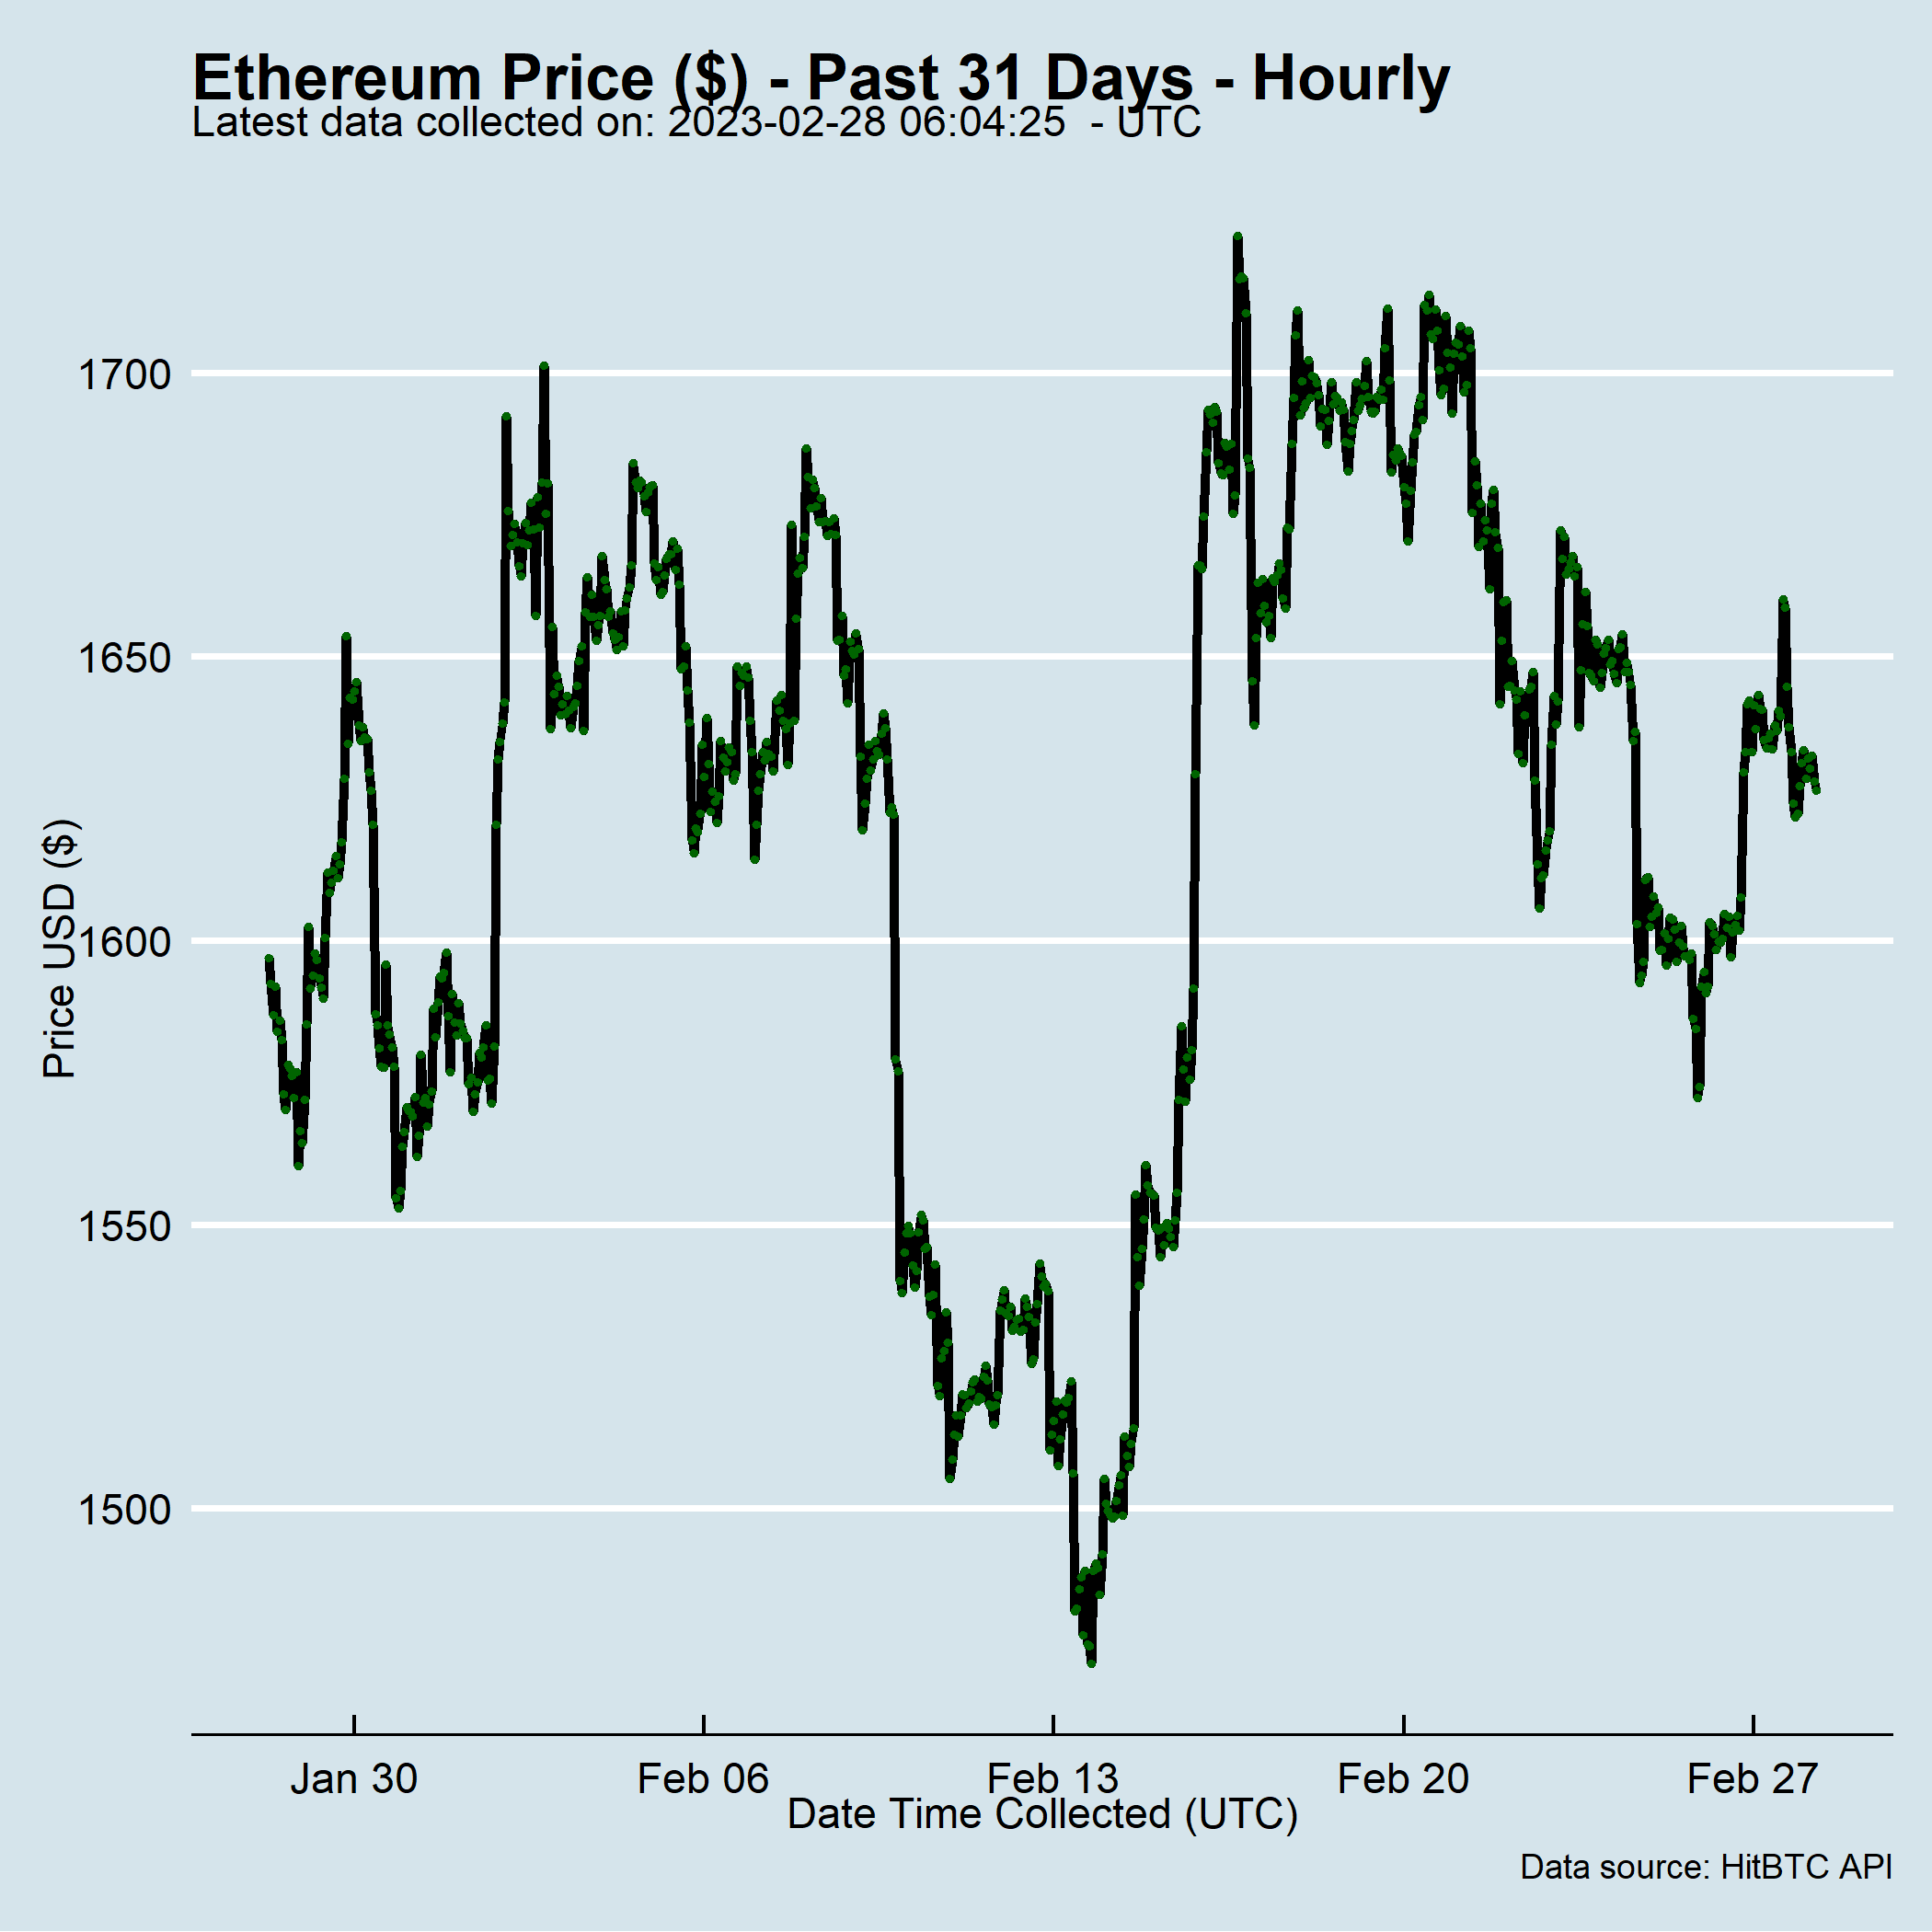 Ethereum Price ($) - Past 31 Days - Hourly
Latest data collected on: 2023-02-28 06:04:25  - UTC
1700
1650
1600
1550
1500
Price USD ($)
Jan 30
Feb 06
Feb 13
Feb 20
Feb 27
Date Time Collected (UTC)
Data source: HitBTC API